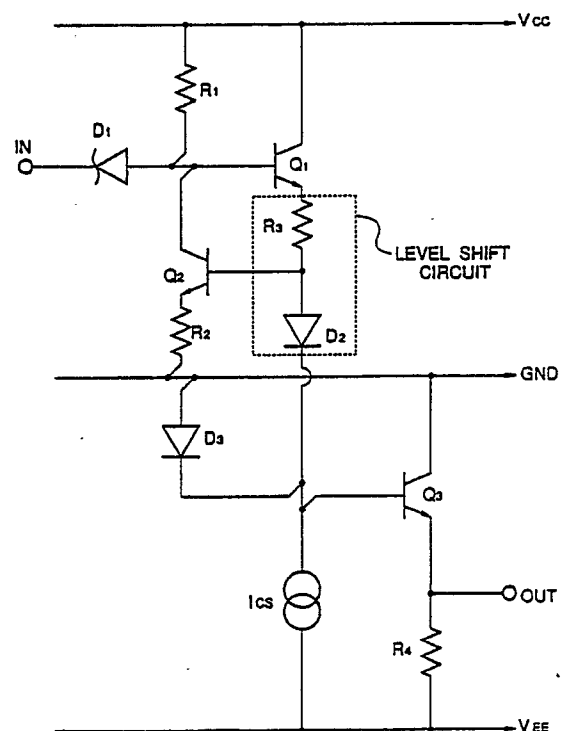 VCC
R1
D1
IN
Q1
R3
LEVEL SHIFT
CIRCUIT
Q2
R2
D2
GND
D3
Q3
ICS
OUT
R4
VEE